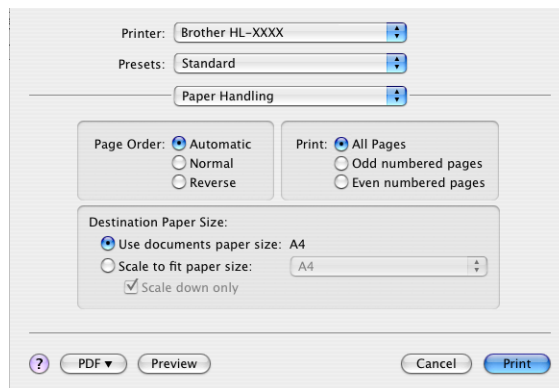 Printer: Brother HL-XXXX
Presets: Standard
Paper Handling
Page Order: Automatic
Normal
Reverse
Print: All Pages
Odd numbered pages
Even numbered pages
Destination Paper Size:
Use documents paper size: A4
Scale to fit paper size: A4
Scale down only
? PDF▼ Preview Cancel Print